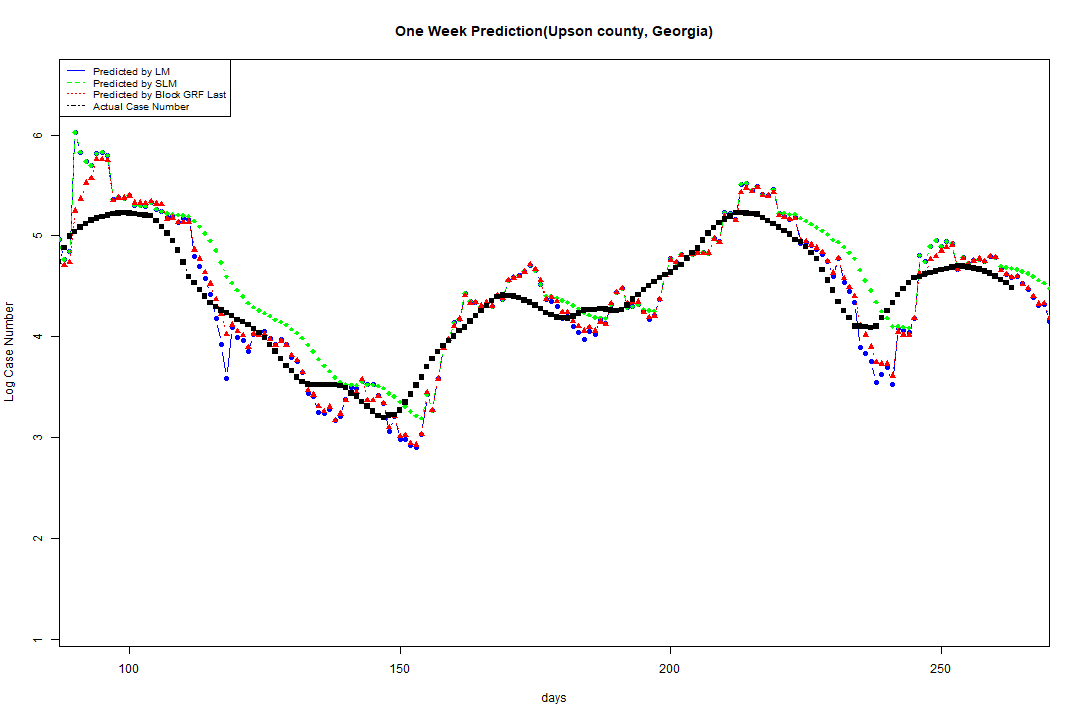 One Week Prediction(Upson county, Georgia)
Predicted by LM
Predicted by SLM
Predicted by Block GRF Last
Actual Case Number
6
5
4
3
2
1
Log Case Number
100
150
200
250
days